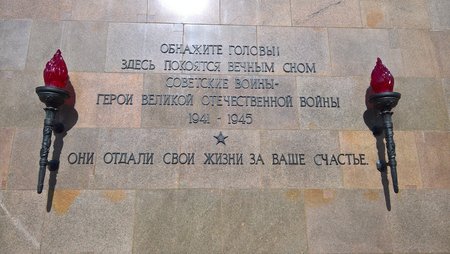 ОБНАЖИТЕ ГОЛОВЫ!
ЗДЕСЬ ПОКОЯТСЯ ВЕЧНЫМ СНОМ
СОВЕТСКИЕ ВОИНЫ-
ГЕРОИ ВЕЛИКОЙ ОТЕЧЕСТВЕННОЙ ВОЙНЫ
1941 - 1945
ОНИ ОТДАЛИ СВОИ ЖИЗНИ ЗА ВАШЕ СЧАСТЬЕ.